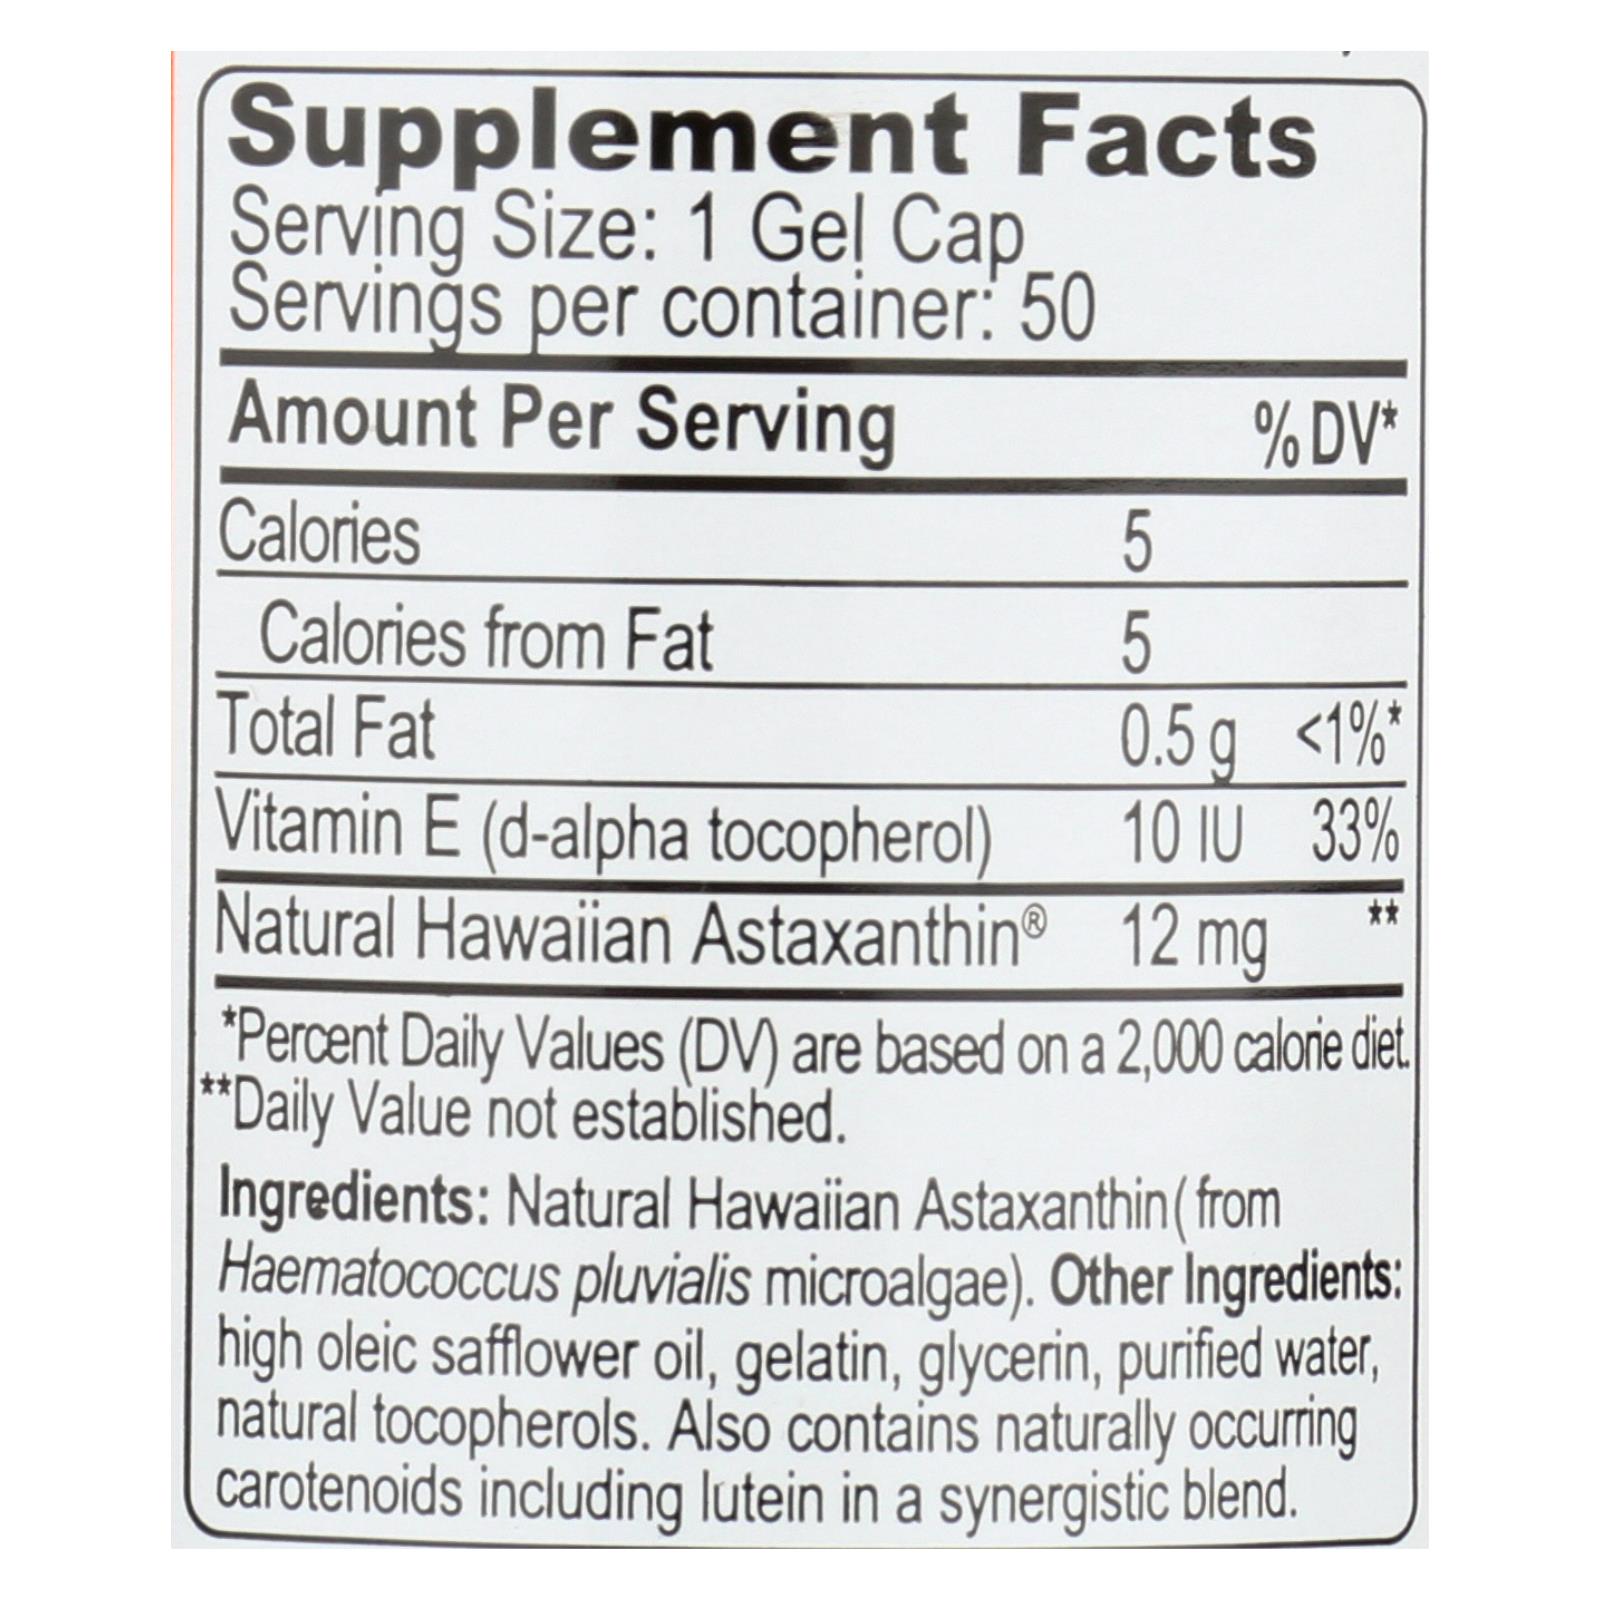 Supplement Facts
Serving Size: 1 Gel Cap
Servings per container: 50
Amount Per Serving %DV*
Calories 5
Calories from Fat 5
Total Fat 0.5 g <1%*
Vitamin E (d-alpha tocopherol) 10 IU 33%
Natural Hawaiian Astaxanthin® 12 mg **
*Percent Daily Values (DV) are based on a 2,000 calorie diet.
**Daily Value not established.
Ingredients: Natural Hawaiian Astaxanthin( from
Haematococcus pluvialis microalgae). Other Ingredients:
high oleic safflower oil, gelatin, glycerin, purified water,
natural tocopherols. Also contains naturally occurring
carotenoids including lutein in a synergistic blend.